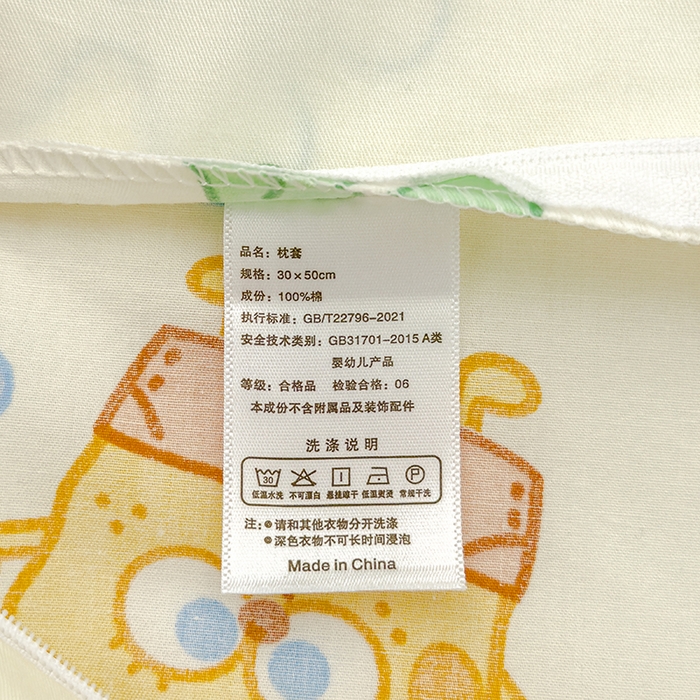 品名：枕套
规格：30×50cm
成份：100%棉
执行标准：GB/T22796-2021
安全技术类别：GB31701-2015 A类
婴幼儿产品
等级：合格品 检验合格：06
本成份不含附属品及装饰配件
洗涤说明
30 P
低温水洗 不可漂白 悬挂晾干 低温熨烫 常规干洗
注：●请和其他衣物分开洗涤
●深色衣物不可长时间浸泡
Made in China